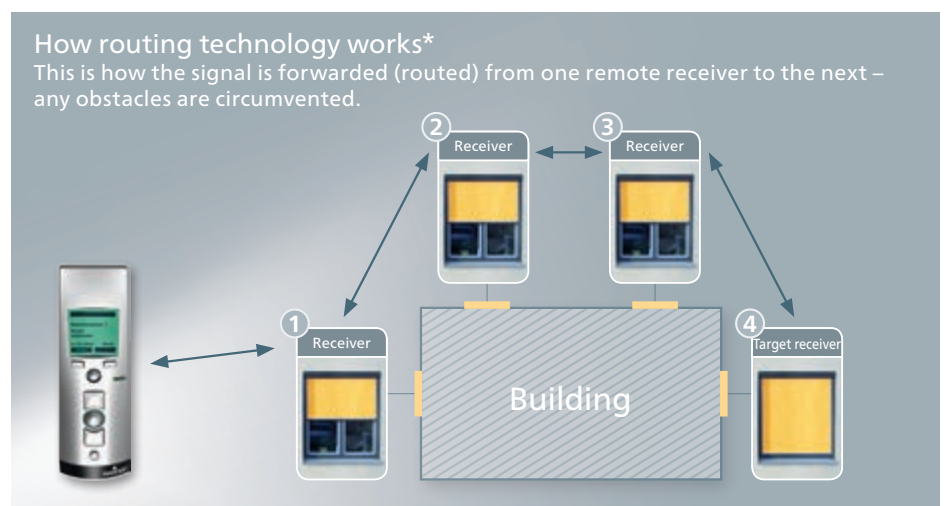 How routing technology works*
This is how the signal is forwarded (routed) from one remote receiver to the next –
any obstacles are circumvented.
2
Receiver
3
Receiver
1
Receiver
4
Target receiver
Building